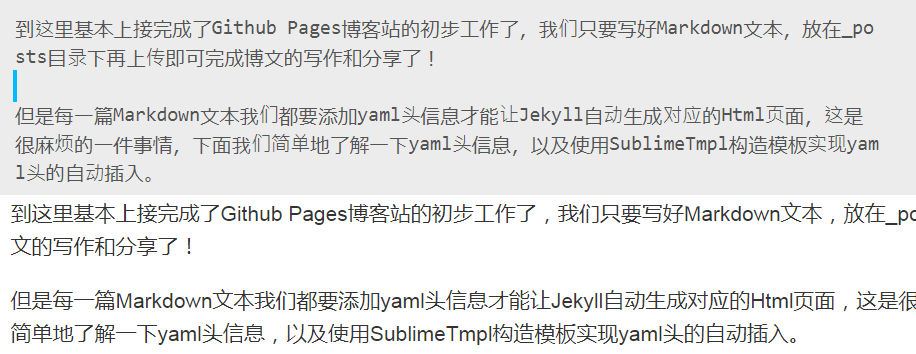 到这里基本上接完成了Github Pages博客站的初步工作了，我们只要写好Markdown文本，放在_po
sts目录下再上传即可完成博文的写作和分享了！
但是每一篇Markdown文本我们都要添加yaml头信息才能让Jekyll自动生成对应的Html页面，这是
很麻烦的一件事情，下面我们简单地了解一下yaml头信息，以及使用SublimeTmpl构造模板实现yam
l头的自动插入。
到这里基本上接完成了Github Pages博客站的初步工作了，我们只要写好Markdown文本，放在_po
文的写作和分享了！
但是每一篇Markdown文本我们都要添加yaml头信息才能让Jekyll自动生成对应的Html页面，这是很
简单地了解一下yaml头信息，以及使用SublimeTmpl构造模板实现yaml头的自动插入。